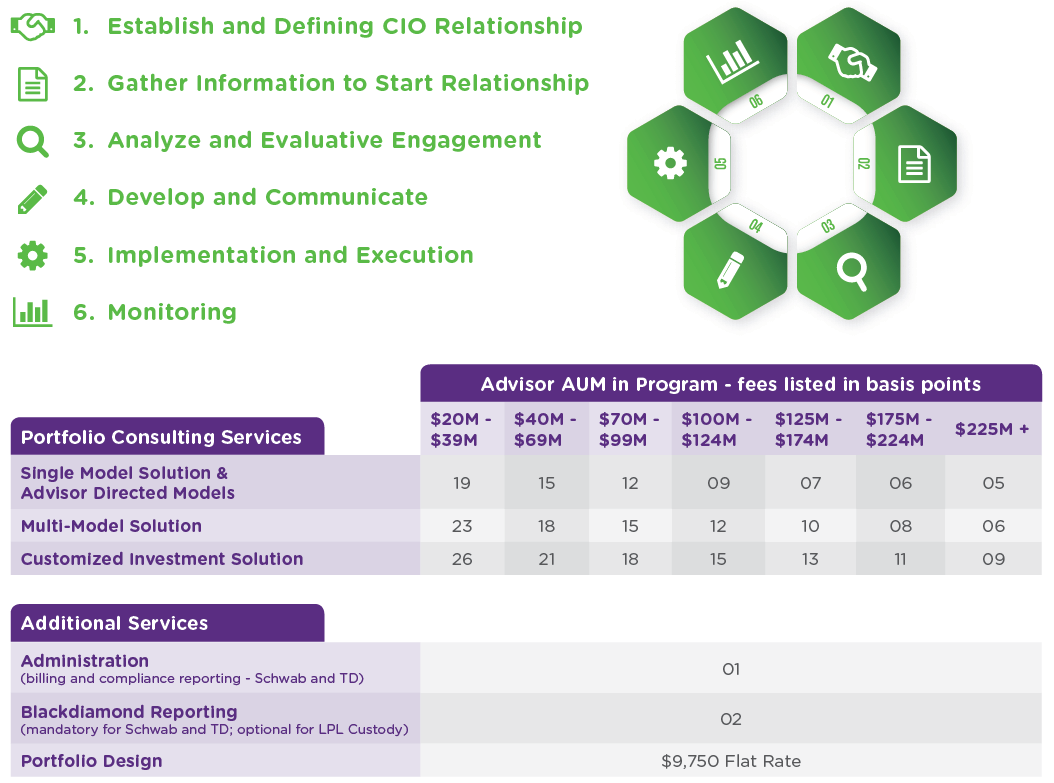 1. Establish and Defining CIO Relationship
2. Gather Information to Start Relationship
3. Analyze and Evaluative Engagement
4. Develop and Communicate
5. Implementation and Execution
6. Monitoring
06
01
05
02
04
03
Advisor AUM in Program - fees listed in basis points
Portfolio Consulting Services
$20M - $40M - $70M - $100M - $125M - $175M - $225M +
$39M $69M $99M $124M $174M $224M
Single Model Solution &
Advisor Directed Models
19 15 12 09 07 06 05
Multi-Model Solution 23 18 15 12 10 08 06
Customized Investment Solution 26 21 18 15 13 11 09
Additional Services
Administration
(billing and compliance reporting - Schwab and TD)
01
Blackdiamond Reporting
(mandatory for Schwab and TD; optional for LPL Custody)
02
Portfolio Design $9,750 Flat Rate